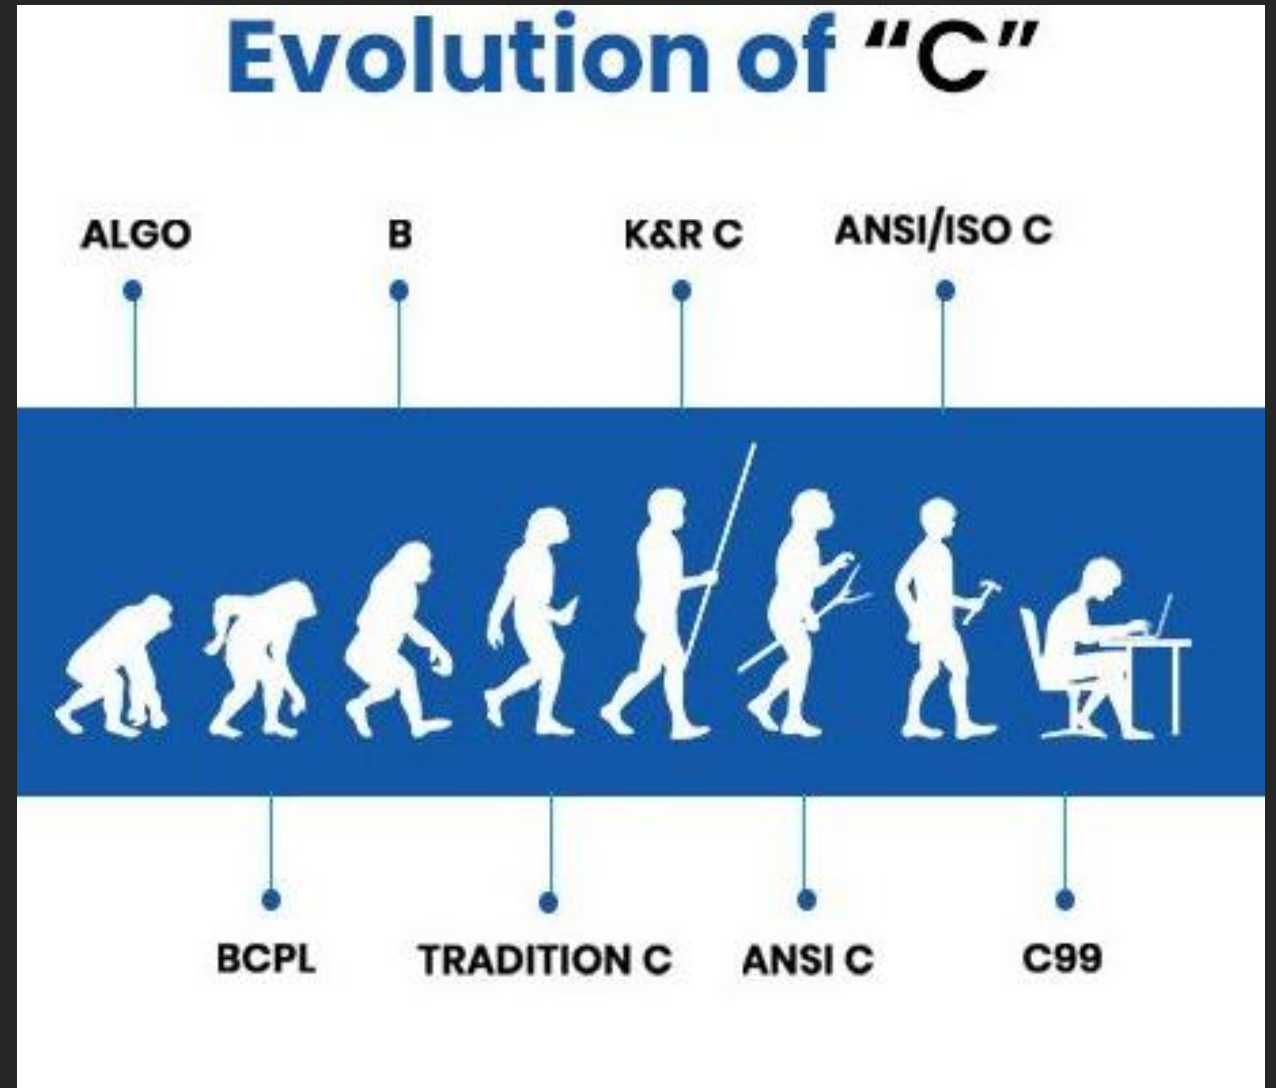 Evolution of “C”
ALGO
B
K&R C
ANSI/ISO C
BCPL
TRADITION C
ANSI C
C99